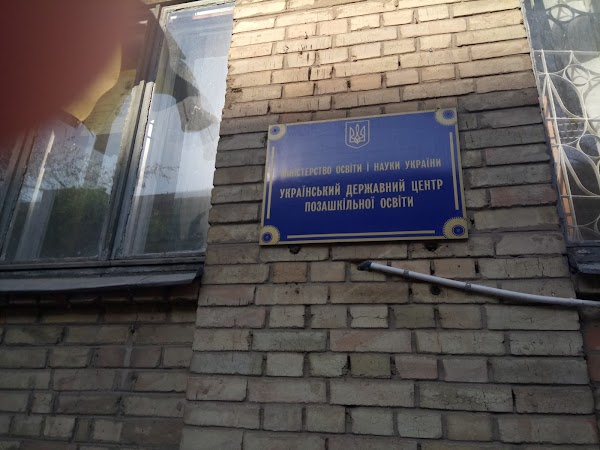 МІНІСТЕРСТВО ОСВІТИ І НАУКИ УКРАЇНИ
УКРАЇНСЬКИЙ ДЕРЖАВНИЙ ЦЕНТР
ПОЗАШКІЛЬНОЇ ОСВІТИ